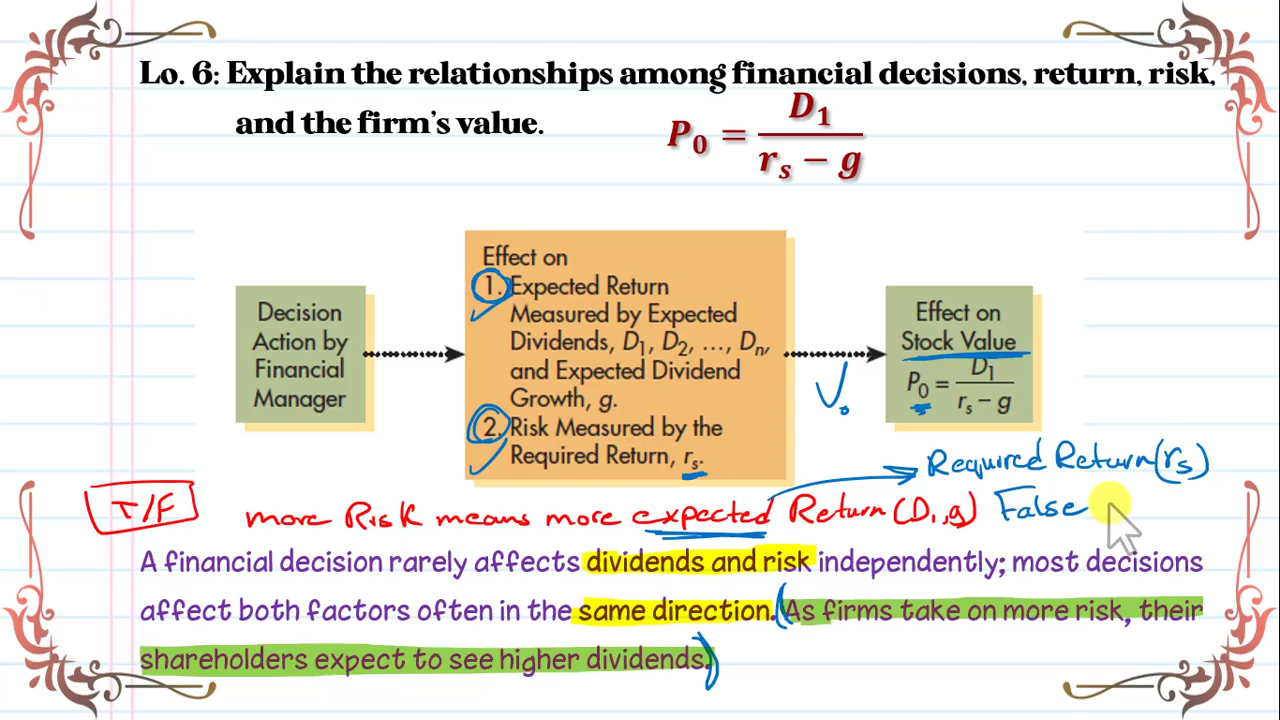 Lo. 6: Explain the relationships among financial decisions, return, risk,
and the firm's value.
P₀ = D₁ / (rₛ − g)
Decision
Action by
Financial
Manager
Effect on
1. Expected Return
Measured by Expected
Dividends, D₁, D₂, …, Dₙ,
and Expected Dividend
Growth, g.
2. Risk Measured by the
Required Return, rₛ.
V₀
Effect on
Stock Value
P₀ = D₁ / (rₛ − g)
Required Return (rₛ)
T/F
more Risk means more expected Return (D₁, g) False
A financial decision rarely affects dividends and risk independently; most decisions
affect both factors often in the same direction. (As firms take on more risk, their
shareholders expect to see higher dividends.)